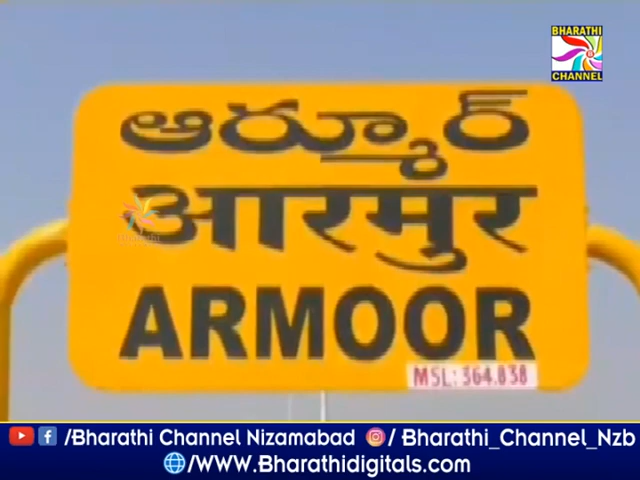 BHARATHI
CHANNEL
ఆర్మూర్
आरमुर
ARMOOR
MSL: 364.838
/Bharathi Channel Nizamabad / Bharathi_Channel_Nzb
/WWW.Bharathidigitals.com